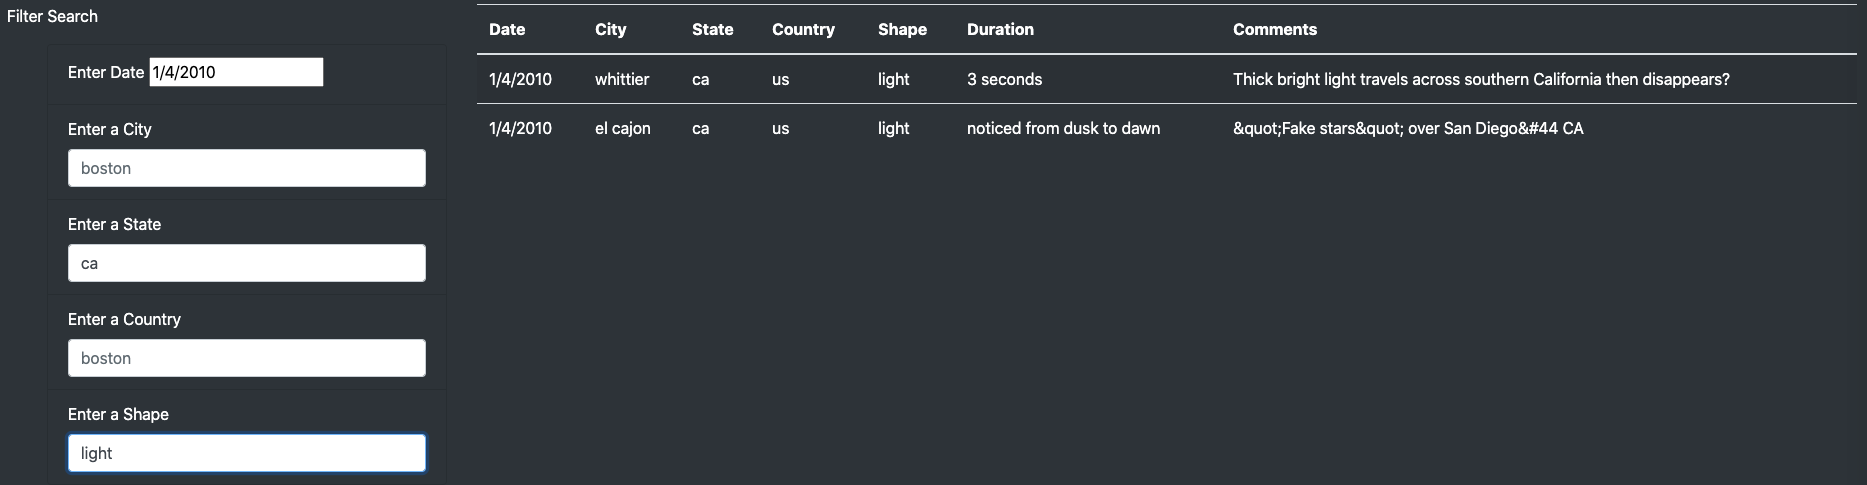 Filter Search
Enter Date 1/4/2010
Enter a City
boston
Enter a State
ca
Enter a Country
boston
Enter a Shape
light
Date City State Country Shape Duration Comments
1/4/2010 whittier ca us light 3 seconds Thick bright light travels across southern California then disappears?
1/4/2010 el cajon ca us light noticed from dusk to dawn &quot;Fake stars&quot; over San Diego&#44 CA